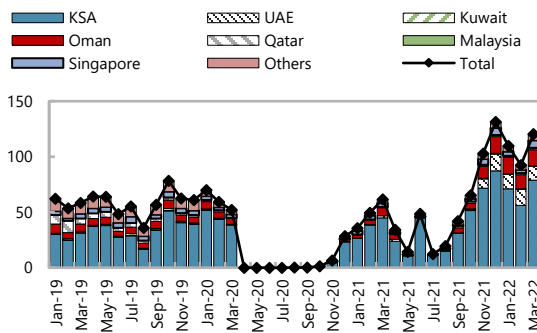 KSA UAE Kuwait
Oman Qatar Malaysia
Singapore Others Total
150
100
50
0
Jan-19 Mar-19 May-19 Jul-19 Sep-19 Nov-19 Jan-20 Mar-20 May-20 Jul-20 Sep-20 Nov-20 Jan-21 Mar-21 May-21 Jul-21 Sep-21 Nov-21 Jan-22 Mar-22